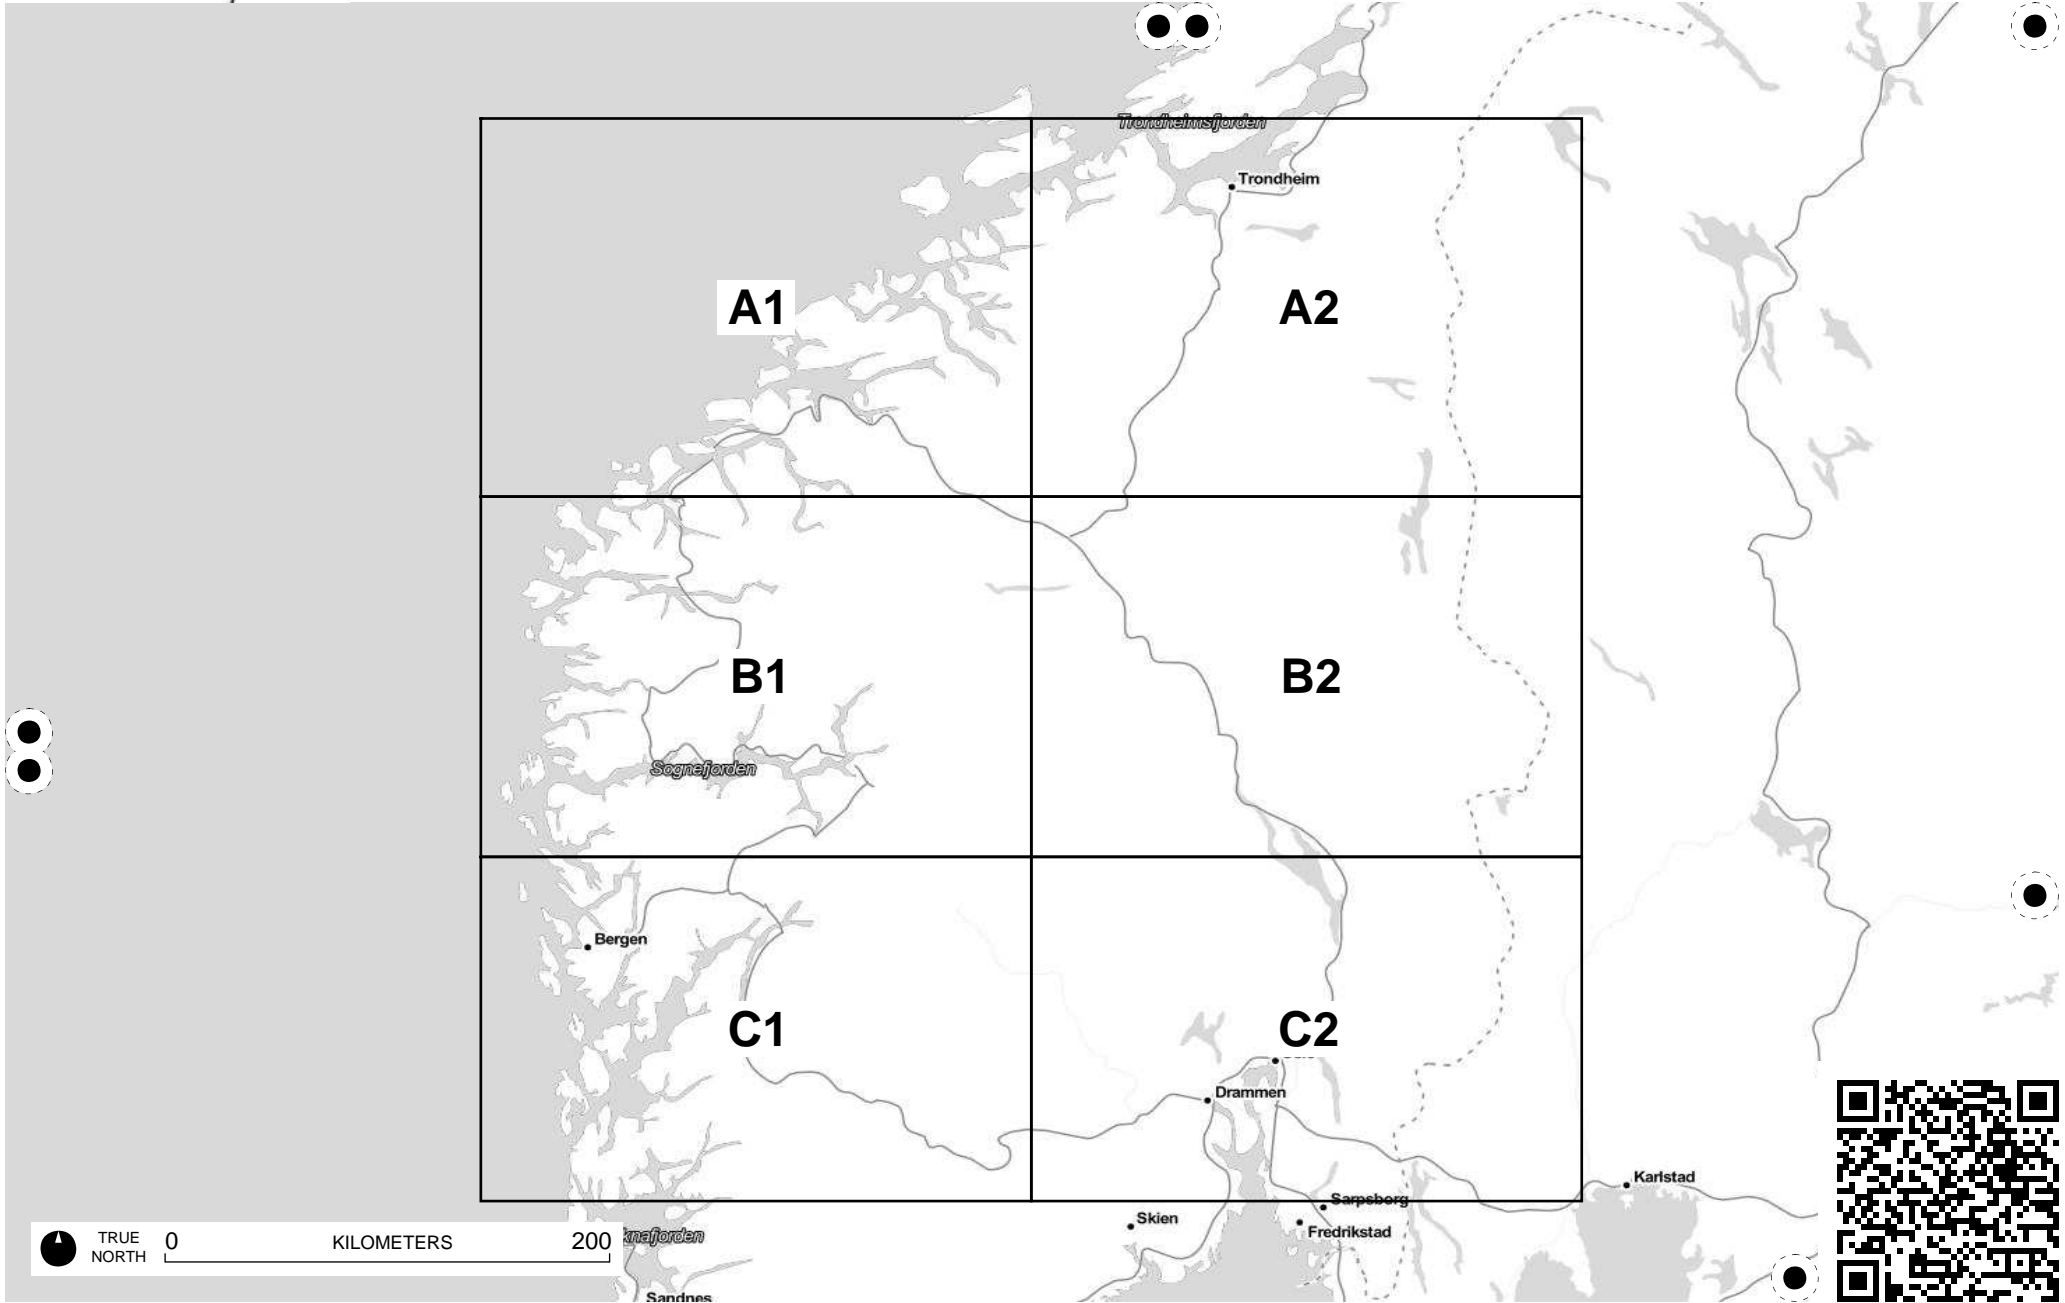 Trondheimsfjorden
Trondheim
A1
A2
B1
B2
Sognefjorden
Bergen
C1
C2
Drammen
Karlstad
Sarpsborg
Skien
Fredrikstad
knafjorden
TRUE
NORTH
0 KILOMETERS 200
Sandnes